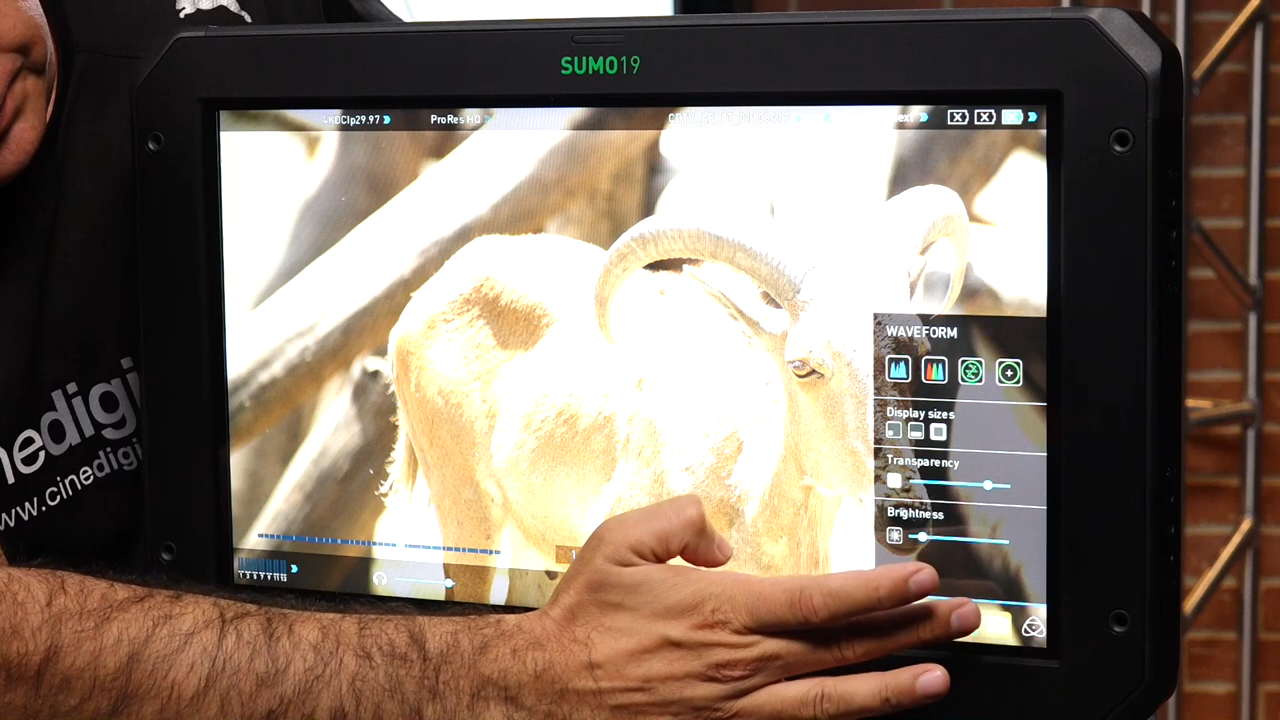 SUMO19
4KDCIp29.97
ProRes HQ
WAVEFORM
Display sizes
Transparency
Brightness
cinedigi
www.cinedigi